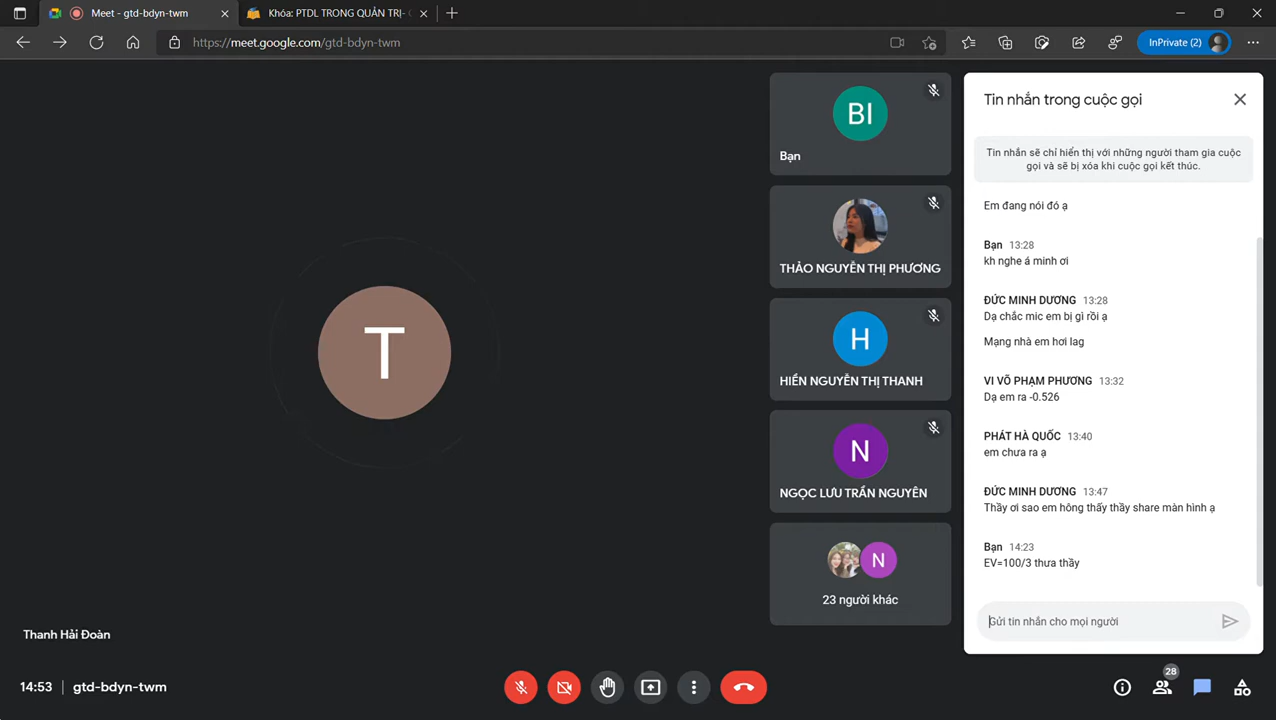 Meet - gtd-bdyn-twm
Khóa: PTDL TRONG QUẢN TRỊ-
https://meet.google.com/gtd-bdyn-twm
InPrivate (2)
T
Thanh Hải Đoàn
BI
Bạn
THẢO NGUYỄN THỊ PHƯƠNG
H
HIỀN NGUYỄN THỊ THANH
N
NGỌC LƯU TRẦN NGUYÊN
N
23 người khác
Tin nhắn trong cuộc gọi
Tin nhắn sẽ chỉ hiển thị với những người tham gia cuộc
gọi và sẽ bị xóa khi cuộc gọi kết thúc.
Em đang nói đó ạ
Bạn 13:28
kh nghe á minh ơi
ĐỨC MINH DƯƠNG 13:28
Dạ chắc mic em bị gì rồi ạ
Mạng nhà em hơi lag
VI VÕ PHẠM PHƯƠNG 13:32
Dạ em ra -0.526
PHÁT HÀ QUỐC 13:40
em chưa ra ạ
ĐỨC MINH DƯƠNG 13:47
Thầy ơi sao em hông thấy thầy share màn hình ạ
Bạn 14:23
EV=100/3 thưa thầy
Gửi tin nhắn cho mọi người
14:53 | gtd-bdyn-twm
28